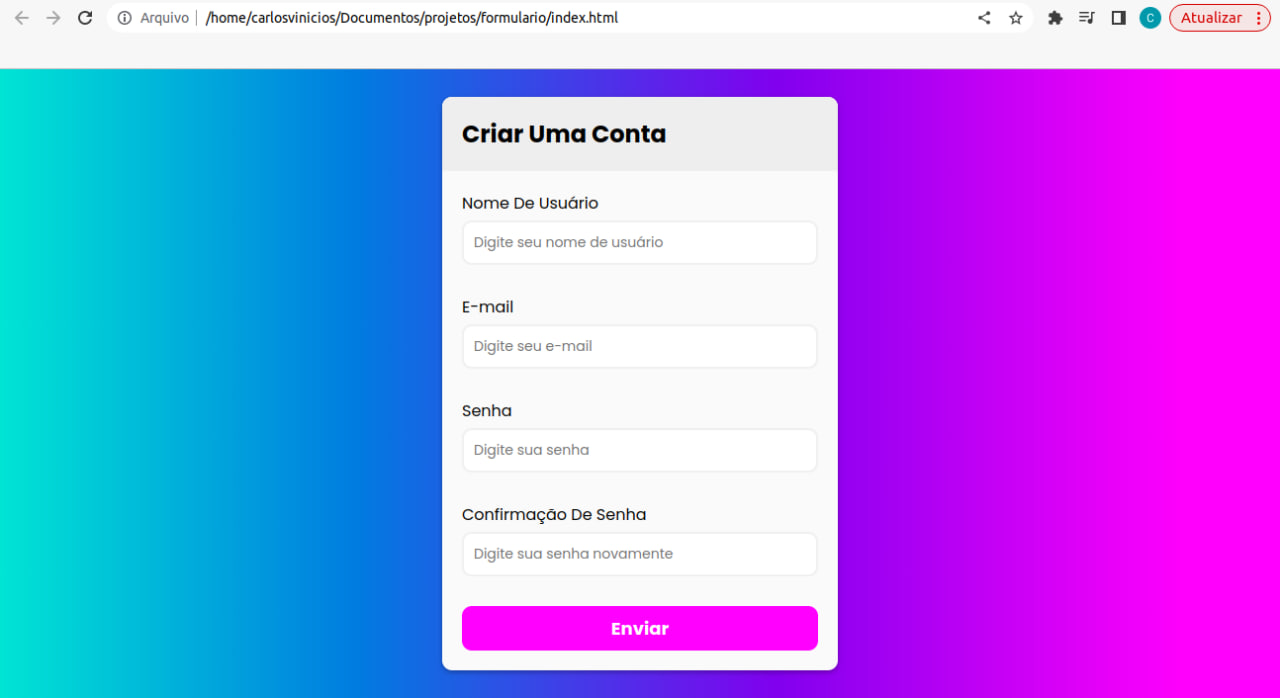 Arquivo /home/carlosvinicios/Documentos/projetos/formulario/index.html C Atualizar
Criar Uma Conta
Nome De Usuário
Digite seu nome de usuário
E-mail
Digite seu e-mail
Senha
Digite sua senha
Confirmação De Senha
Digite sua senha novamente
Enviar